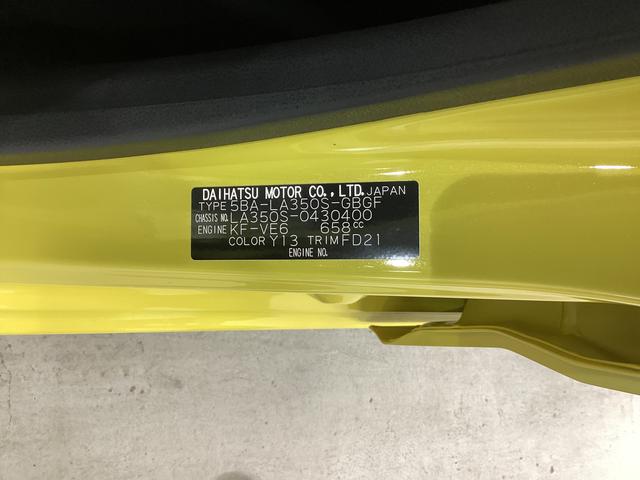 DAIHATSU MOTOR CO.,LTD. JAPAN
TYPE 5BA-LA350S-GBGF
CHASSIS NO. LA350S-0430400
ENGINE KF-VE6 658cc
COLOR Y13 TRIM FD21
ENGINE NO.